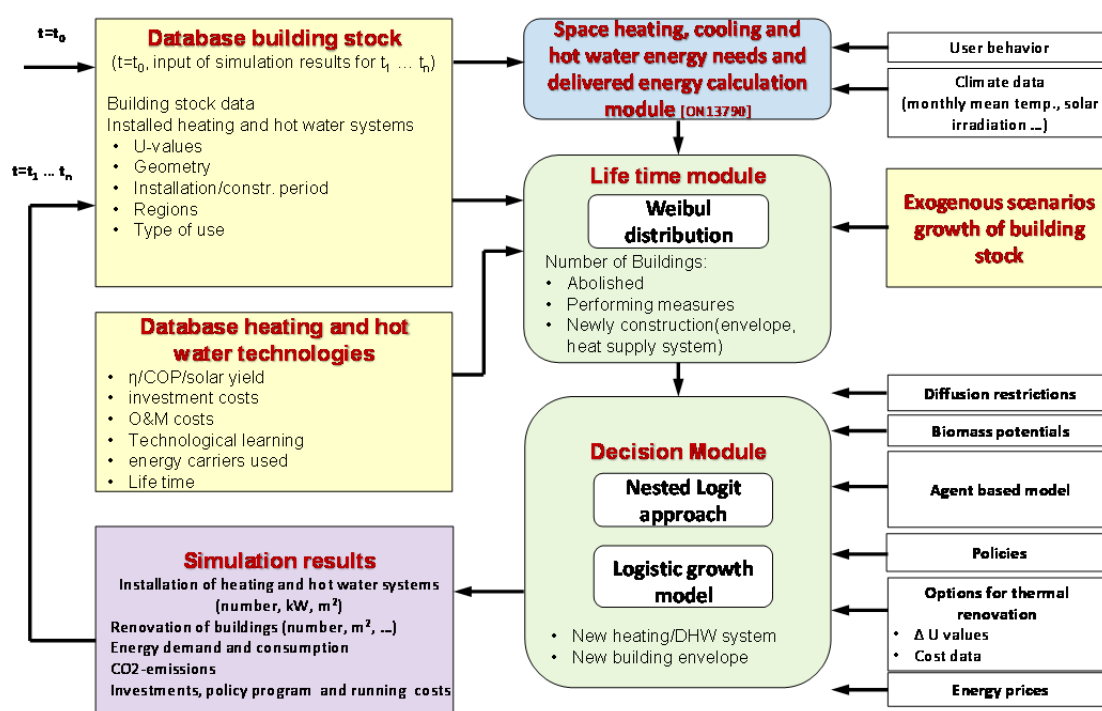 t=t₀
Database building stock
(t=t₀, input of simulation results for t₁ ... tₙ)
Building stock data
Installed heating and hot water systems
• U-values
• Geometry
• Installation/constr. period
• Regions
• Type of use
t=t₁ ... tₙ
Database heating and hot
water technologies
• η/COP/solar yield
• investment costs
• O&M costs
• Technological learning
• energy carriers used
• Life time
Simulation results
Installation of heating and hot water systems
(number, kW, m²)
Renovation of buildings (number, m², ...)
Energy demand and consumption
CO2-emissions
Investments, policy program and running costs
Space heating, cooling and
hot water energy needs and
delivered energy calculation
module [ON 13790]
Life time module
Weibul
distribution
Number of Buildings:
• Abolished
• Performing measures
• Newly construction(envelope,
heat supply system)
Decision Module
Nested Logit
approach
Logistic growth
model
• New heating/DHW system
• New building envelope
User behavior
Climate data
(monthly mean temp., solar
irradiation ...)
Exogenous scenarios
growth of building
stock
Diffusion restrictions
Biomass potentials
Agent based model
Policies
Options for thermal
renovation
• Δ U values
• Cost data
Energy prices